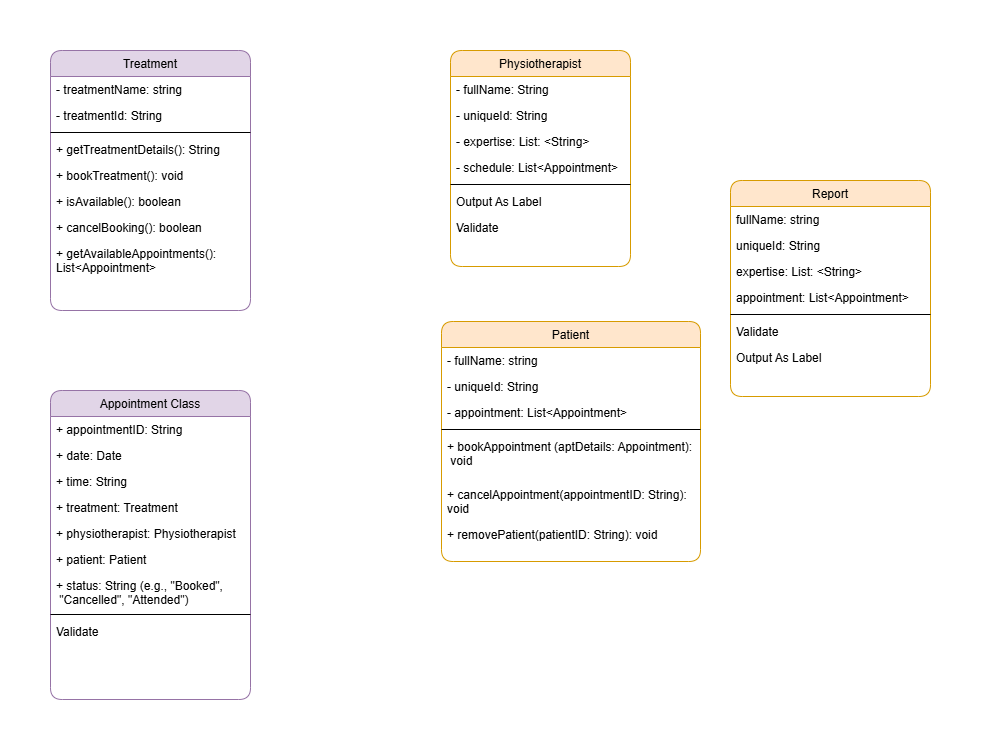 Treatment
- treatmentName: string
- treatmentId: String
+ getTreatmentDetails(): String
+ bookTreatment(): void
+ isAvailable(): boolean
+ cancelBooking(): boolean
+ getAvailableAppointments():
List<Appointment>
Physiotherapist
- fullName: String
- uniqueId: String
- expertise: List: <String>
- schedule: List<Appointment>
Output As Label
Validate
Report
fullName: string
uniqueId: String
expertise: List: <String>
appointment: List<Appointment>
Validate
Output As Label
Patient
- fullName: string
- uniqueId: String
- appointment: List<Appointment>
+ bookAppointment (aptDetails: Appointment):
void
+ cancelAppointment(appointmentID: String):
void
+ removePatient(patientID: String): void
Appointment Class
+ appointmentID: String
+ date: Date
+ time: String
+ treatment: Treatment
+ physiotherapist: Physiotherapist
+ patient: Patient
+ status: String (e.g., "Booked",
"Cancelled", "Attended")
Validate